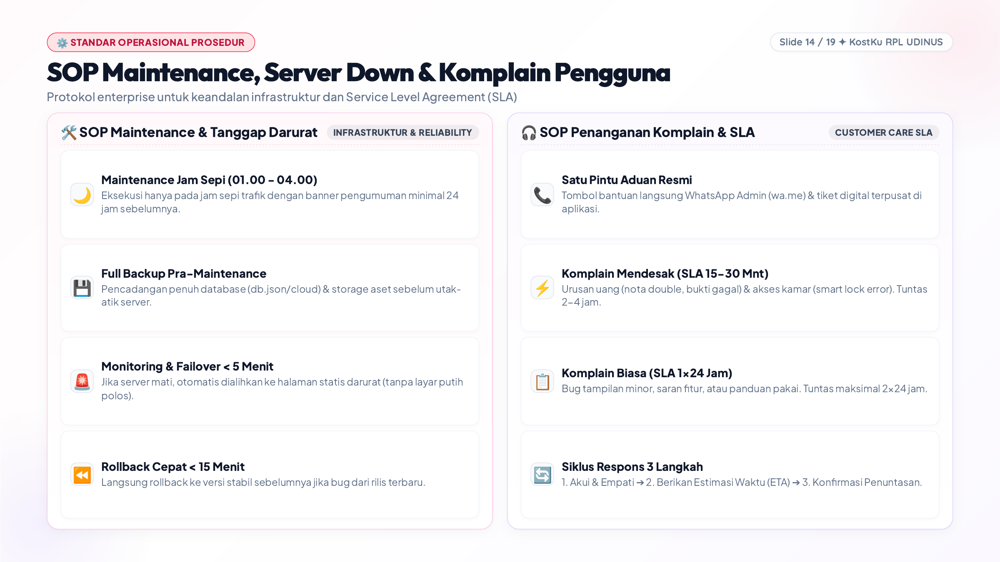 STANDAR OPERASIONAL PROSEDUR
Slide 14 / 19 ✦ KostKu RPL UDINUS
SOP Maintenance, Server Down & Komplain Pengguna
Protokol enterprise untuk keandalan infrastruktur dan Service Level Agreement (SLA)
SOP Maintenance & Tanggap Darurat
INFRASTRUKTUR & RELIABILITY
Maintenance Jam Sepi (01.00 - 04.00)
Eksekusi hanya pada jam sepi trafik dengan banner pengumuman minimal 24
jam sebelumnya.
Full Backup Pra-Maintenance
Pencadangan penuh database (db.json/cloud) & storage aset sebelum utak-
atik server.
Monitoring & Failover < 5 Menit
Jika server mati, otomatis dialihkan ke halaman statis darurat (tanpa layar putih
polos).
Rollback Cepat < 15 Menit
Langsung rollback ke versi stabil sebelumnya jika bug dari rilis terbaru.
SOP Penanganan Komplain & SLA
CUSTOMER CARE SLA
Satu Pintu Aduan Resmi
Tombol bantuan langsung WhatsApp Admin (wa.me) & tiket digital terpusat di
aplikasi.
Komplain Mendesak (SLA 15-30 Mnt)
Urusan uang (nota double, bukti gagal) & akses kamar (smart lock error). Tuntas
2-4 jam.
Komplain Biasa (SLA 1×24 Jam)
Bug tampilan minor, saran fitur, atau panduan pakai. Tuntas maksimal 2×24 jam.
Siklus Respons 3 Langkah
1. Akui & Empati ➔ 2. Berikan Estimasi Waktu (ETA) ➔ 3. Konfirmasi Penuntasan.